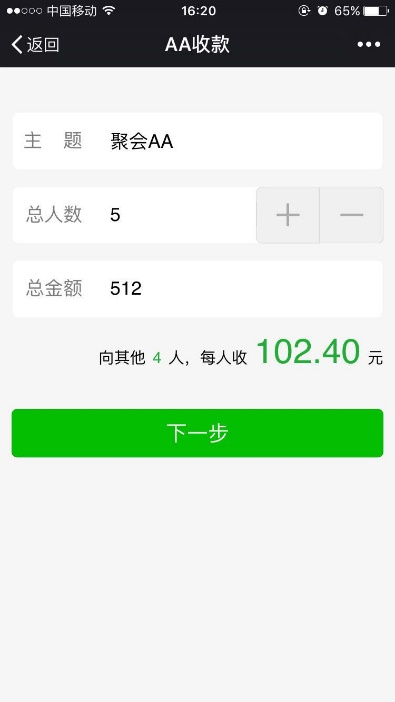 中国移动 16:20 65%
返回 AA收款
主 题 聚会AA
总人数 5 + −
总金额 512
向其他 4 人，每人收 102.40 元
下一步